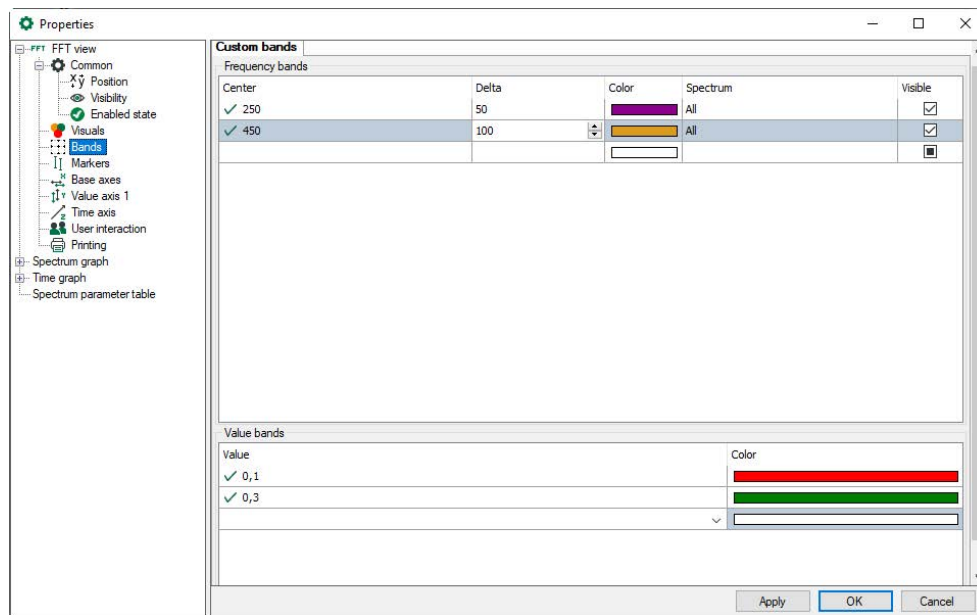 Properties
FFT FFT view
Common
x y Position
Visibility
Enabled state
Visuals
Bands
Markers
Base axes
Value axis 1
Time axis
User interaction
Printing
Spectrum graph
Time graph
Spectrum parameter table
Custom bands
Frequency bands
Center Delta Color Spectrum Visible
250 50 All
450 100 All
Value bands
Value Color
0,1
0,3
Apply OK Cancel